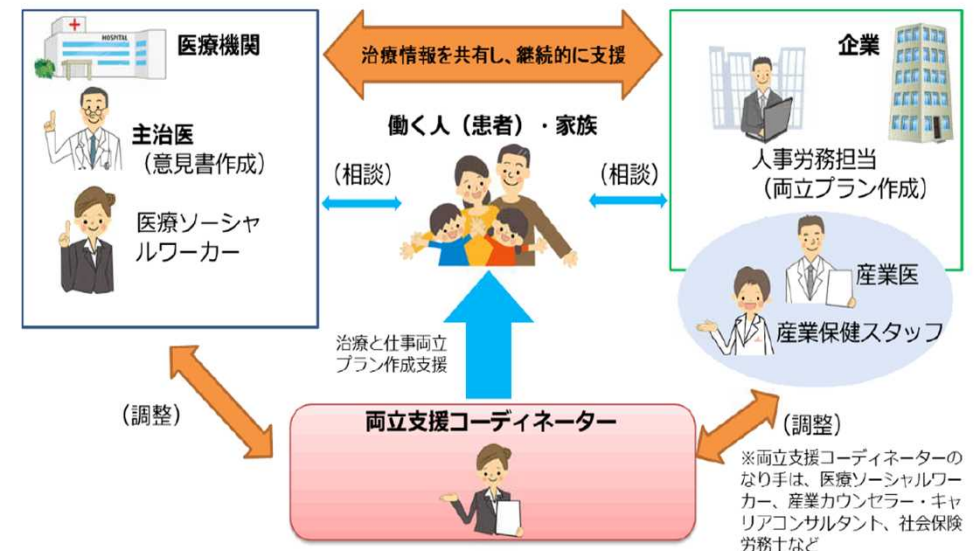 HOSPITAL
医療機関
治療情報を共有し、継続的に支援
企業
主治医
（意見書作成）
働く人（患者）・家族
人事労務担当
（両立プラン作成）
（相談）
（相談）
医療ソーシャ
ルワーカー
産業医
産業保健スタッフ
治療と仕事両立
プラン作成支援
（調整）
両立支援コーディネーター
（調整）
※両立支援コーディネーターの
なり手は、医療ソーシャルワー
カー、産業カウンセラー・キャ
リアコンサルタント、社会保険
労務士など